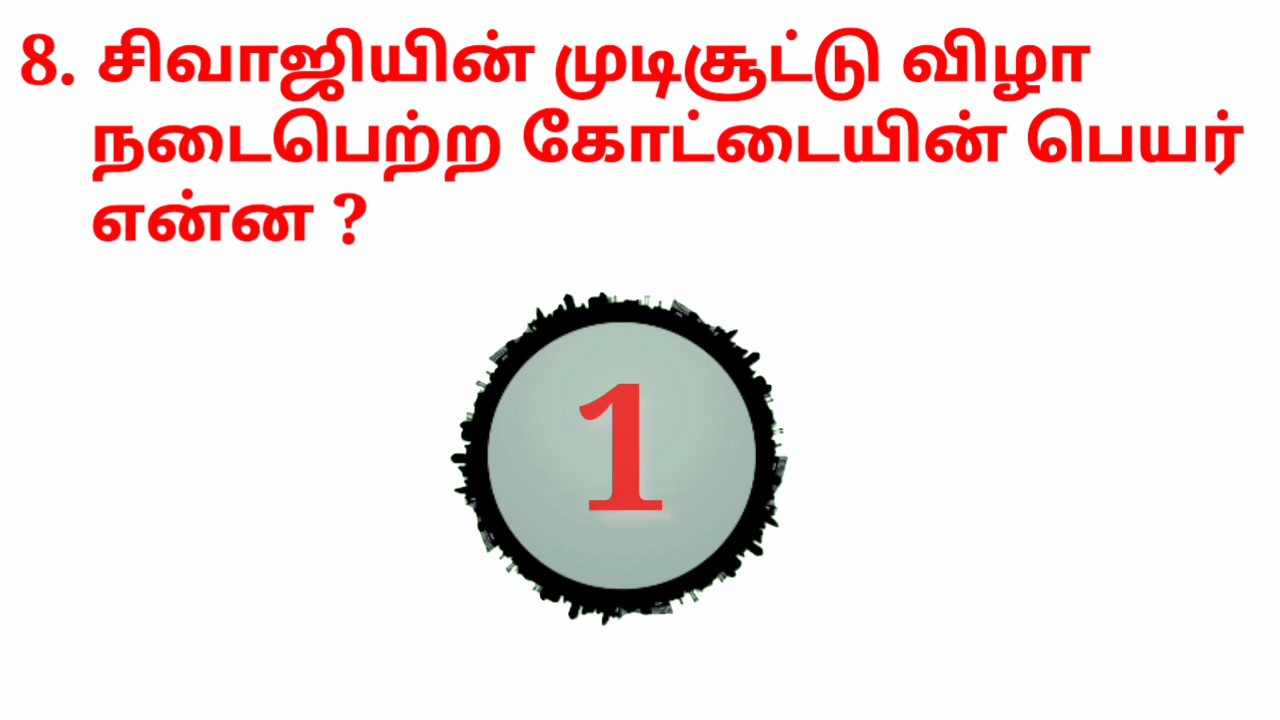 8. சிவாஜியின் முடிசூட்டு விழா
நடைபெற்ற கோட்டையின் பெயர்
என்ன ?
1